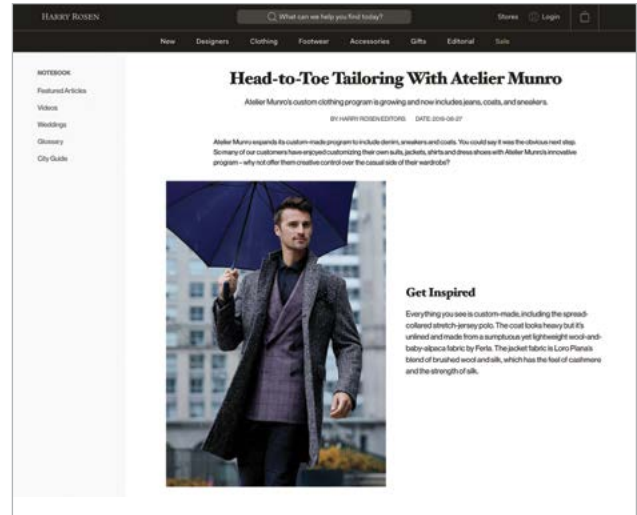 HARRY ROSEN
What can we help you find today?
Stores
Login
New
Designers
Clothing
Footwear
Accessories
Gifts
Editorial
Sale
NOTEBOOK
Featured Articles
Videos
Weddings
Glossary
City Guide
Head-to-Toe Tailoring With Atelier Munro
Atelier Munro's custom clothing program is growing and now includes jeans, coats, and sneakers.
BY HARRY ROSEN EDITORS DATE: 2019-08-27
Atelier Munro expands its custom-made program to include denim, sneakers and coats. You could say it was the obvious next step.
So many of our customers have enjoyed customizing their own suits, jackets, shirts and dress shoes with Atelier Munro's innovative
program – why not offer them creative control over the casual side of their wardrobe?
Get Inspired
Everything you see is custom-made, including the spread-
collared stretch-jersey polo. The coat looks heavy but it's
unlined and made from a sumptuous yet lightweight wool-and-
baby-alpaca fabric by Ferla. The jacket fabric is Loro Piana's
blend of brushed wool and silk, which has the feel of cashmere
and the strength of silk.